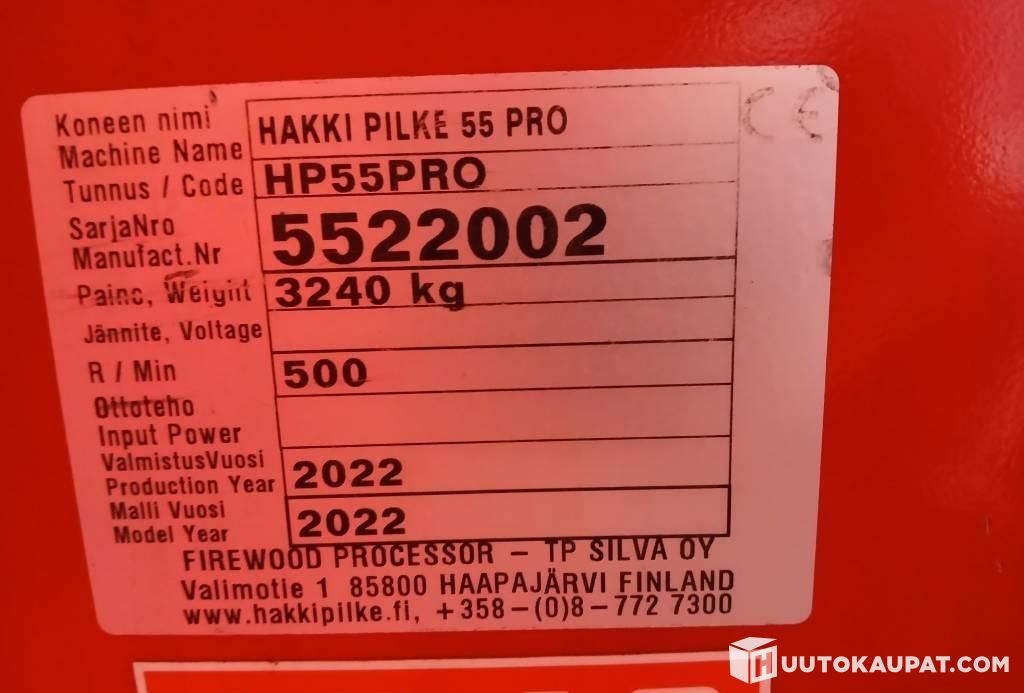 Koneen nimi
Machine Name HAKKI PILKE 55 PRO
Tunnus / Code HP55PRO
SarjaNro
Manufact.Nr 5522002
Paino, Weight 3240 kg
Jännite, Voltage
R / Min 500
Ottoteho
Input Power
ValmistusVuosi
Production Year 2022
Malli Vuosi
Model Year 2022
FIREWOOD PROCESSOR – TP SILVA OY
Valimotie 1 85800 HAAPAJÄRVI FINLAND
www.hakkipilke.fi, +358–(0)8–772 7300
CE
HUUTOKAUPAT.COM